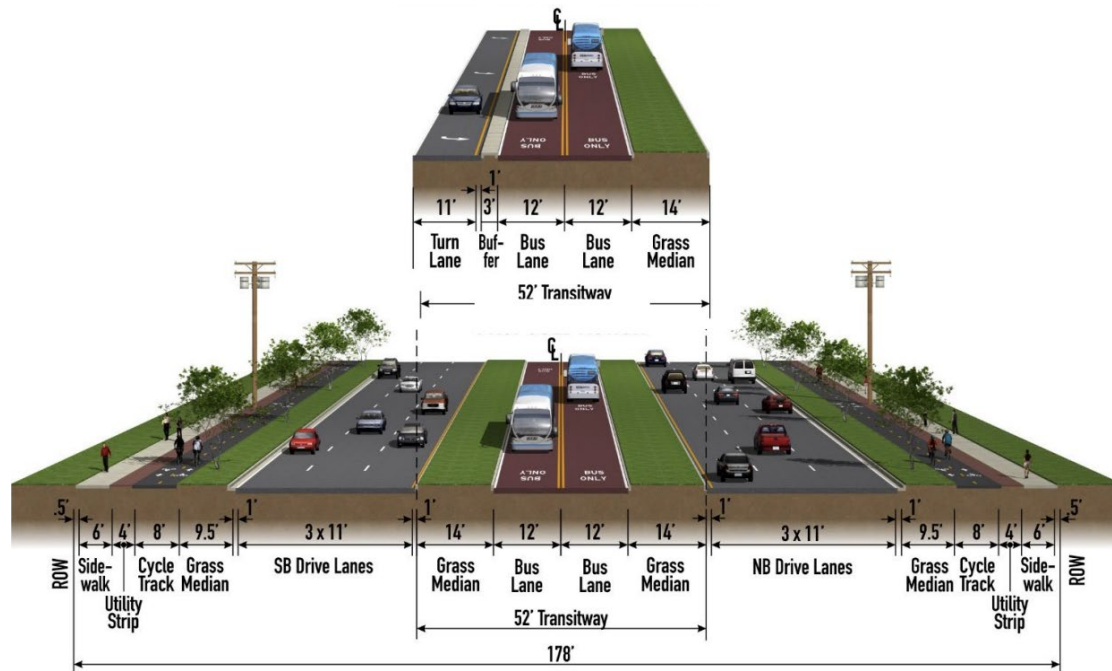 ℄
BUS
ONLY
BUS
ONLY
BUS
ONLY
1'
11'
3'
12'
12'
14'
Turn
Lane
Buf-
fer
Bus
Lane
Bus
Lane
Grass
Median
52' Transitway
℄
BUS
ONLY
BUS
ONLY
.5'
1'
1'
1'
1'
.5'
6'
4'
8'
9.5'
3 x 11'
14'
12'
12'
14'
3 x 11'
9.5'
8'
4'
6'
ROW
Side-
walk
Utility
Strip
Cycle
Track
Grass
Median
SB Drive Lanes
Grass
Median
Bus
Lane
Bus
Lane
Grass
Median
NB Drive Lanes
Grass
Median
Cycle
Track
Utility
Strip
Side-
walk
ROW
52' Transitway
178'